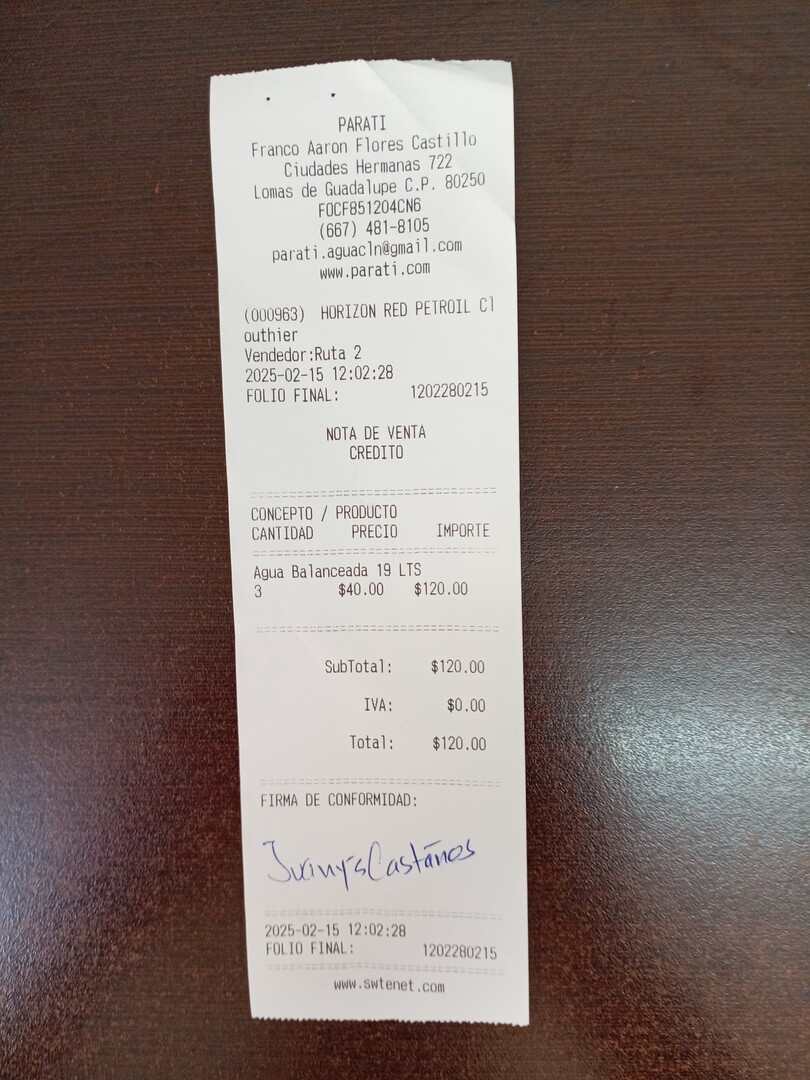 PARATI
Franco Aaron Flores Castillo
Ciudades Hermanas 722
Lomas de Guadalupe C.P. 80250
FOCF851204CN6
(667) 481-8105
parati.aguacln@gmail.com
www.parati.com
(000963) HORIZON RED PETROIL Cl
outhier
Vendedor:Ruta 2
2025-02-15 12:02:28
FOLIO FINAL: 1202280215
NOTA DE VENTA
CREDITO
CONCEPTO / PRODUCTO
CANTIDAD PRECIO IMPORTE
Agua Balanceada 19 LTS
3 $40.00 $120.00
SubTotal: $120.00
IVA: $0.00
Total: $120.00
FIRMA DE CONFORMIDAD:
Castaños
2025-02-15 12:02:28
FOLIO FINAL: 1202280215
www.swtenet.com